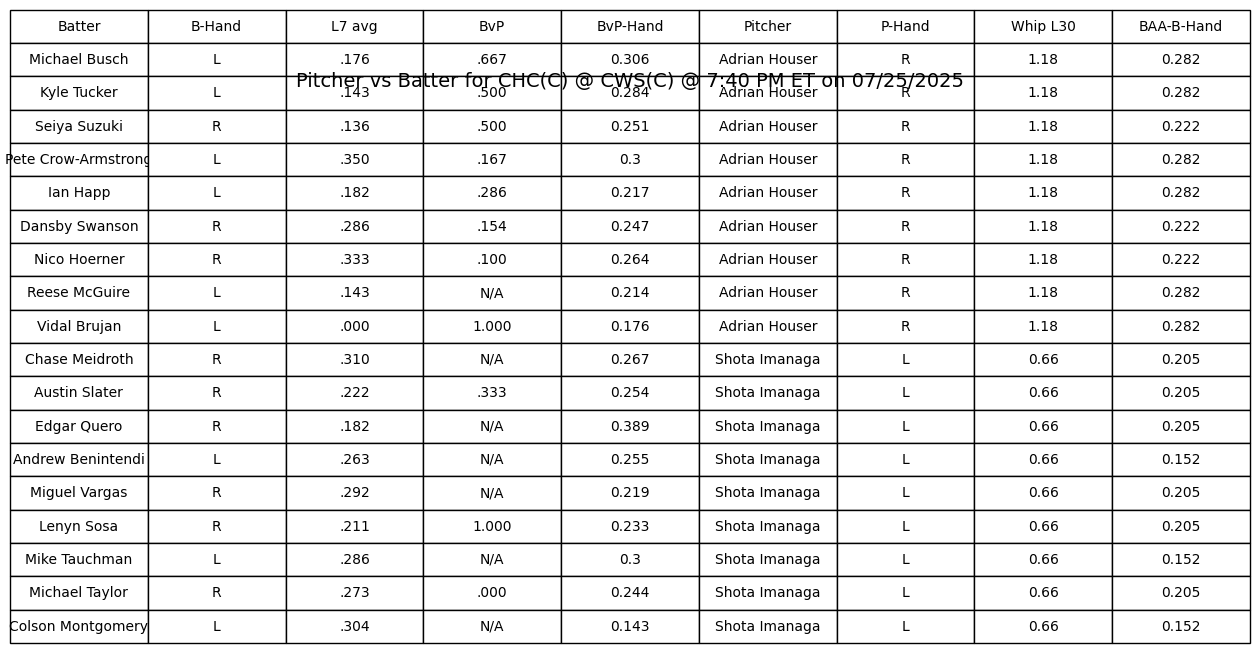 Batter B-Hand L7 avg BvP BvP-Hand Pitcher P-Hand Whip L30 BAA-B-Hand
Michael Busch L .176 .667 0.306 Adrian Houser R 1.18 0.282
Pitcher vs Batter for CHC(C) @ CWS(C) @ 7:40 PM ET on 07/25/2025
Kyle Tucker L .143 .500 0.284 Adrian Houser R 1.18 0.282
Seiya Suzuki R .136 .500 0.251 Adrian Houser R 1.18 0.222
Pete Crow-Armstrong L .350 .167 0.3 Adrian Houser R 1.18 0.282
Ian Happ L .182 .286 0.217 Adrian Houser R 1.18 0.282
Dansby Swanson R .286 .154 0.247 Adrian Houser R 1.18 0.222
Nico Hoerner R .333 .100 0.264 Adrian Houser R 1.18 0.222
Reese McGuire L .143 N/A 0.214 Adrian Houser R 1.18 0.282
Vidal Brujan L .000 1.000 0.176 Adrian Houser R 1.18 0.282
Chase Meidroth R .310 N/A 0.267 Shota Imanaga L 0.66 0.205
Austin Slater R .222 .333 0.254 Shota Imanaga L 0.66 0.205
Edgar Quero R .182 N/A 0.389 Shota Imanaga L 0.66 0.205
Andrew Benintendi L .263 N/A 0.255 Shota Imanaga L 0.66 0.152
Miguel Vargas R .292 N/A 0.219 Shota Imanaga L 0.66 0.205
Lenyn Sosa R .211 1.000 0.233 Shota Imanaga L 0.66 0.205
Mike Tauchman L .286 N/A 0.3 Shota Imanaga L 0.66 0.152
Michael Taylor R .273 .000 0.244 Shota Imanaga L 0.66 0.205
Colson Montgomery L .304 N/A 0.143 Shota Imanaga L 0.66 0.152